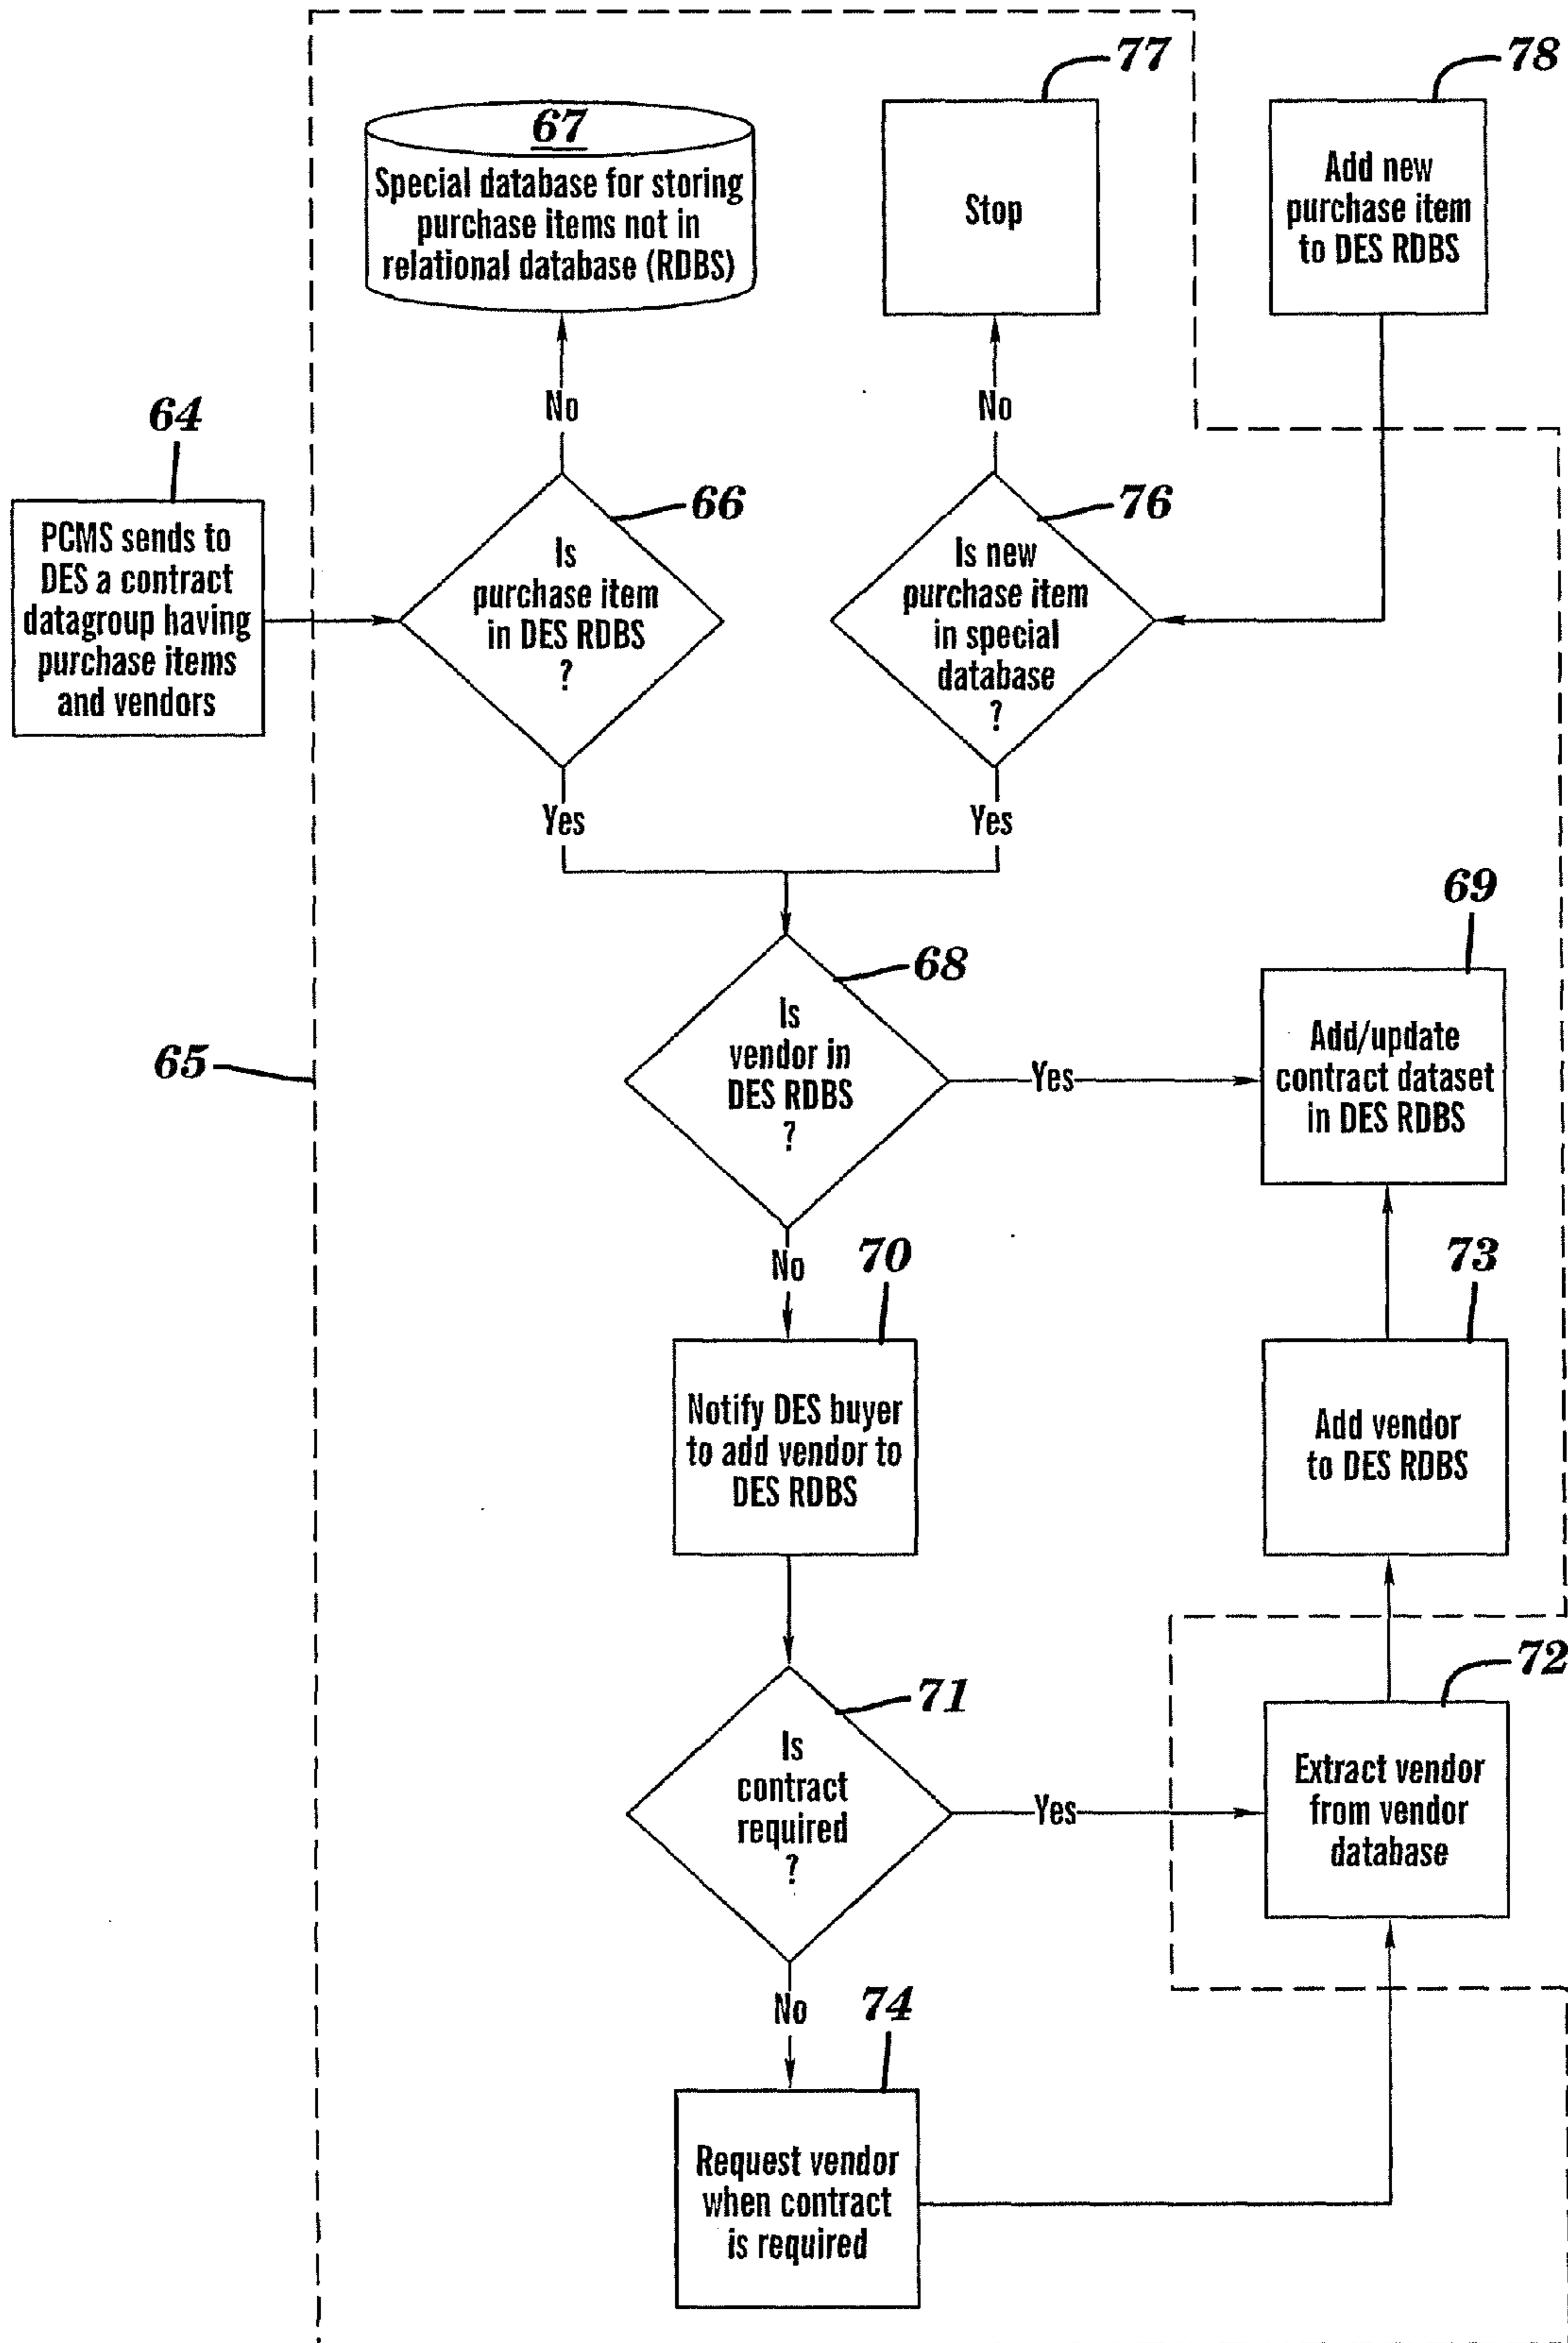 77
78
67
Special database for storing
purchase items not in
relational database (RDBS)
Stop
Add new
purchase item
to DES RDBS
No
No
64
PCMS sends to
DES a contract
datagroup having
purchase items
and vendors
66
Is
purchase item
in DES RDBS
?
76
Is new
purchase item
in special
database
?
Yes
Yes
65
68
Is
vendor in
DES RDBS
?
Yes
69
Add/update
contract dataset
in DES RDBS
No
70
Notify DES buyer
to add vendor to
DES RDBS
73
Add vendor
to DES RDBS
71
Is
contract
required
?
Yes
72
Extract vendor
from vendor
database
No
74
Request vendor
when contract
is required